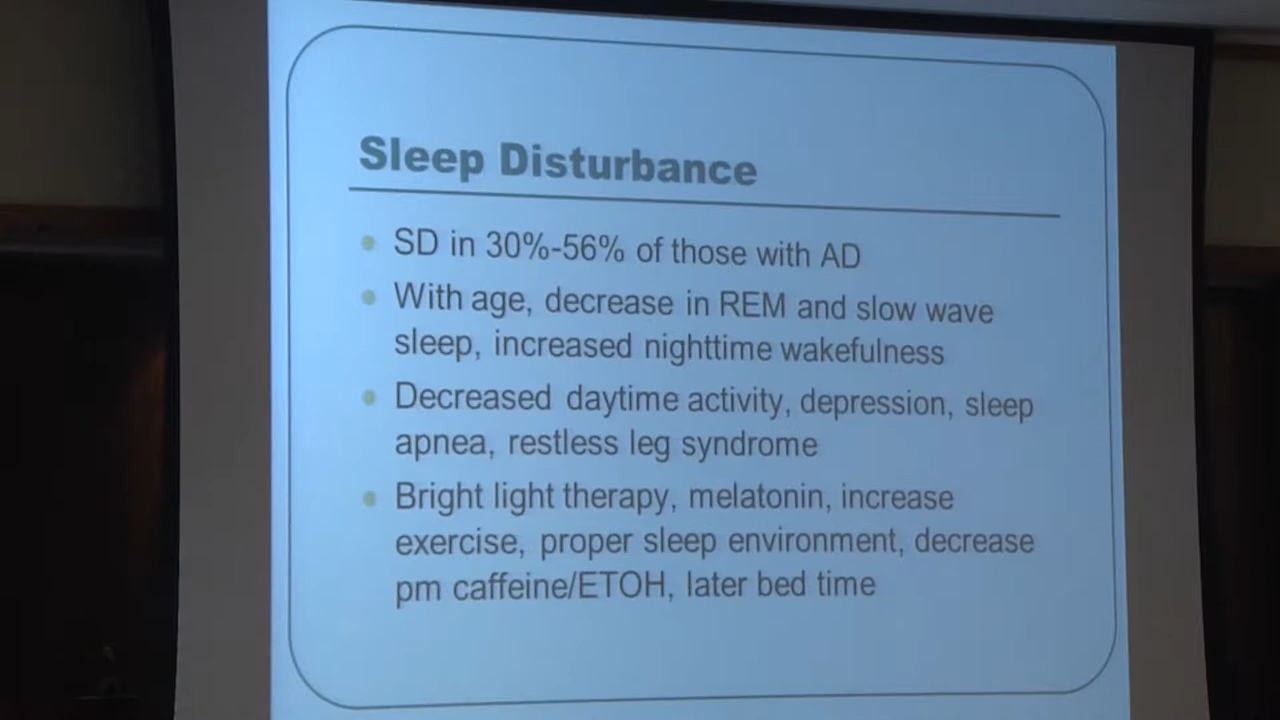 Sleep Disturbance
• SD in 30%-56% of those with AD
• With age, decrease in REM and slow wave
sleep, increased nighttime wakefulness
• Decreased daytime activity, depression, sleep
apnea, restless leg syndrome
• Bright light therapy, melatonin, increase
exercise, proper sleep environment, decrease
pm caffeine/ETOH, later bed time